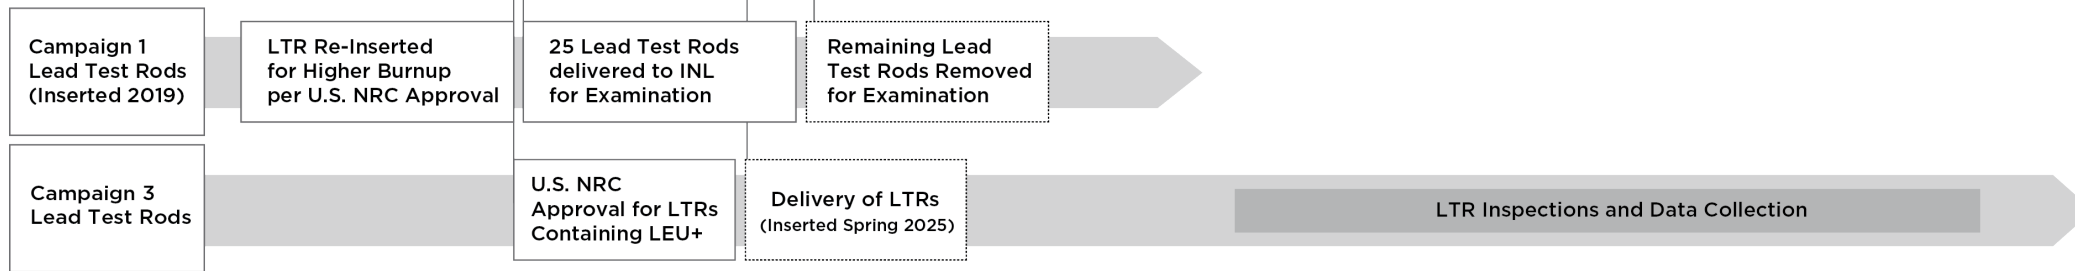 Campaign 1
Lead Test Rods
(Inserted 2019)
LTR Re-Inserted
for Higher Burnup
per U.S. NRC Approval
25 Lead Test Rods
delivered to INL
for Examination
Remaining Lead
Test Rods Removed
for Examination
Campaign 3
Lead Test Rods
U.S. NRC
Approval for LTRs
Containing LEU+
Delivery of LTRs
(Inserted Spring 2025)
LTR Inspections and Data Collection